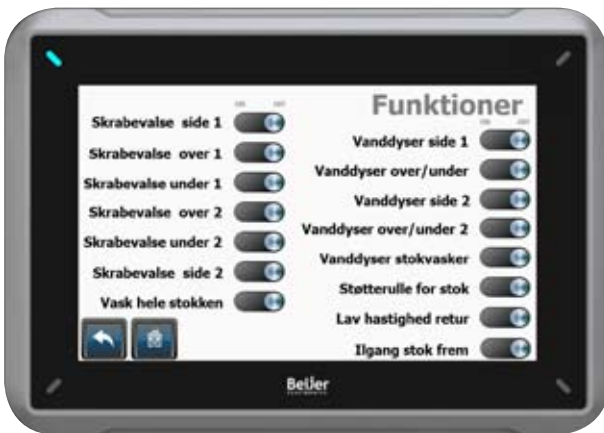 Funktioner
Skrabevalse side 1
Skrabevalse over 1
Skrabevalse under 1
Skrabevalse over 2
Skrabevalse under 2
Skrabevalse side 2
Vask hele stokken
Vanddyser side 1
Vanddyser over/under
Vanddyser side 2
Vanddyser over/under 2
Vanddyser stokvasker
Støtterulle for stok
Lav hastighed retur
Ilgang stok frem
Beijer